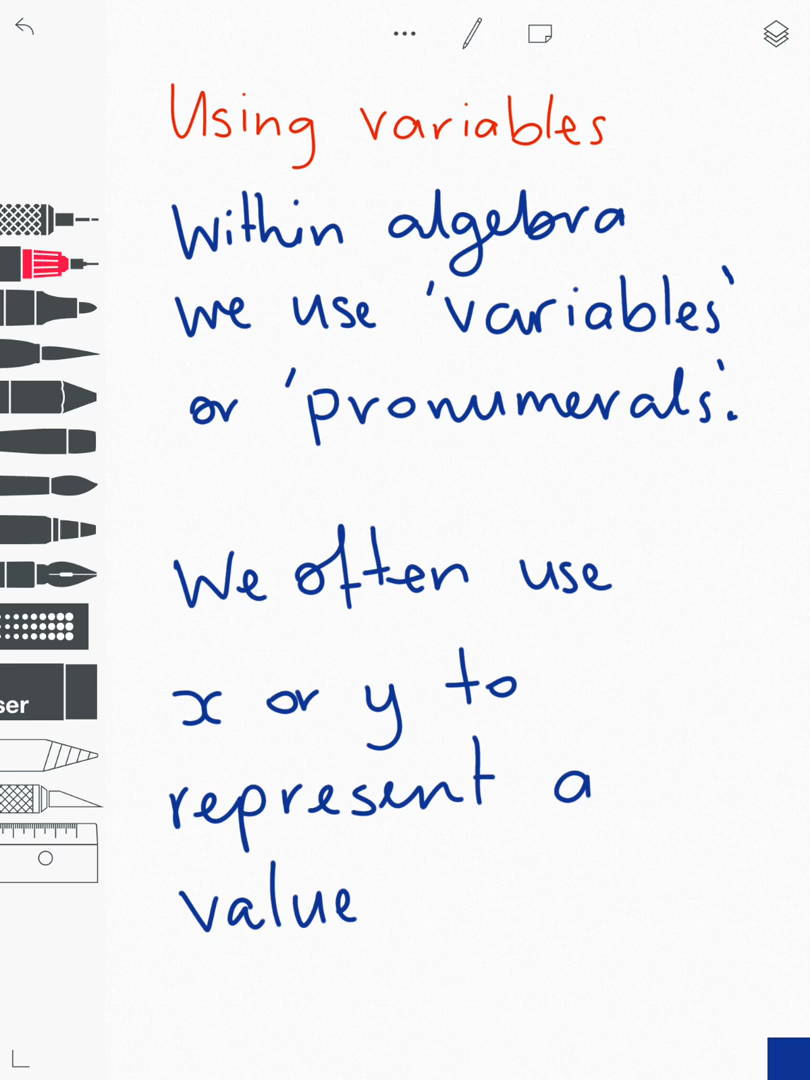 Using variables
Within algebra
we use 'variables'
or 'pronumerals'.
We often use
x or y to
represent a
value
ser